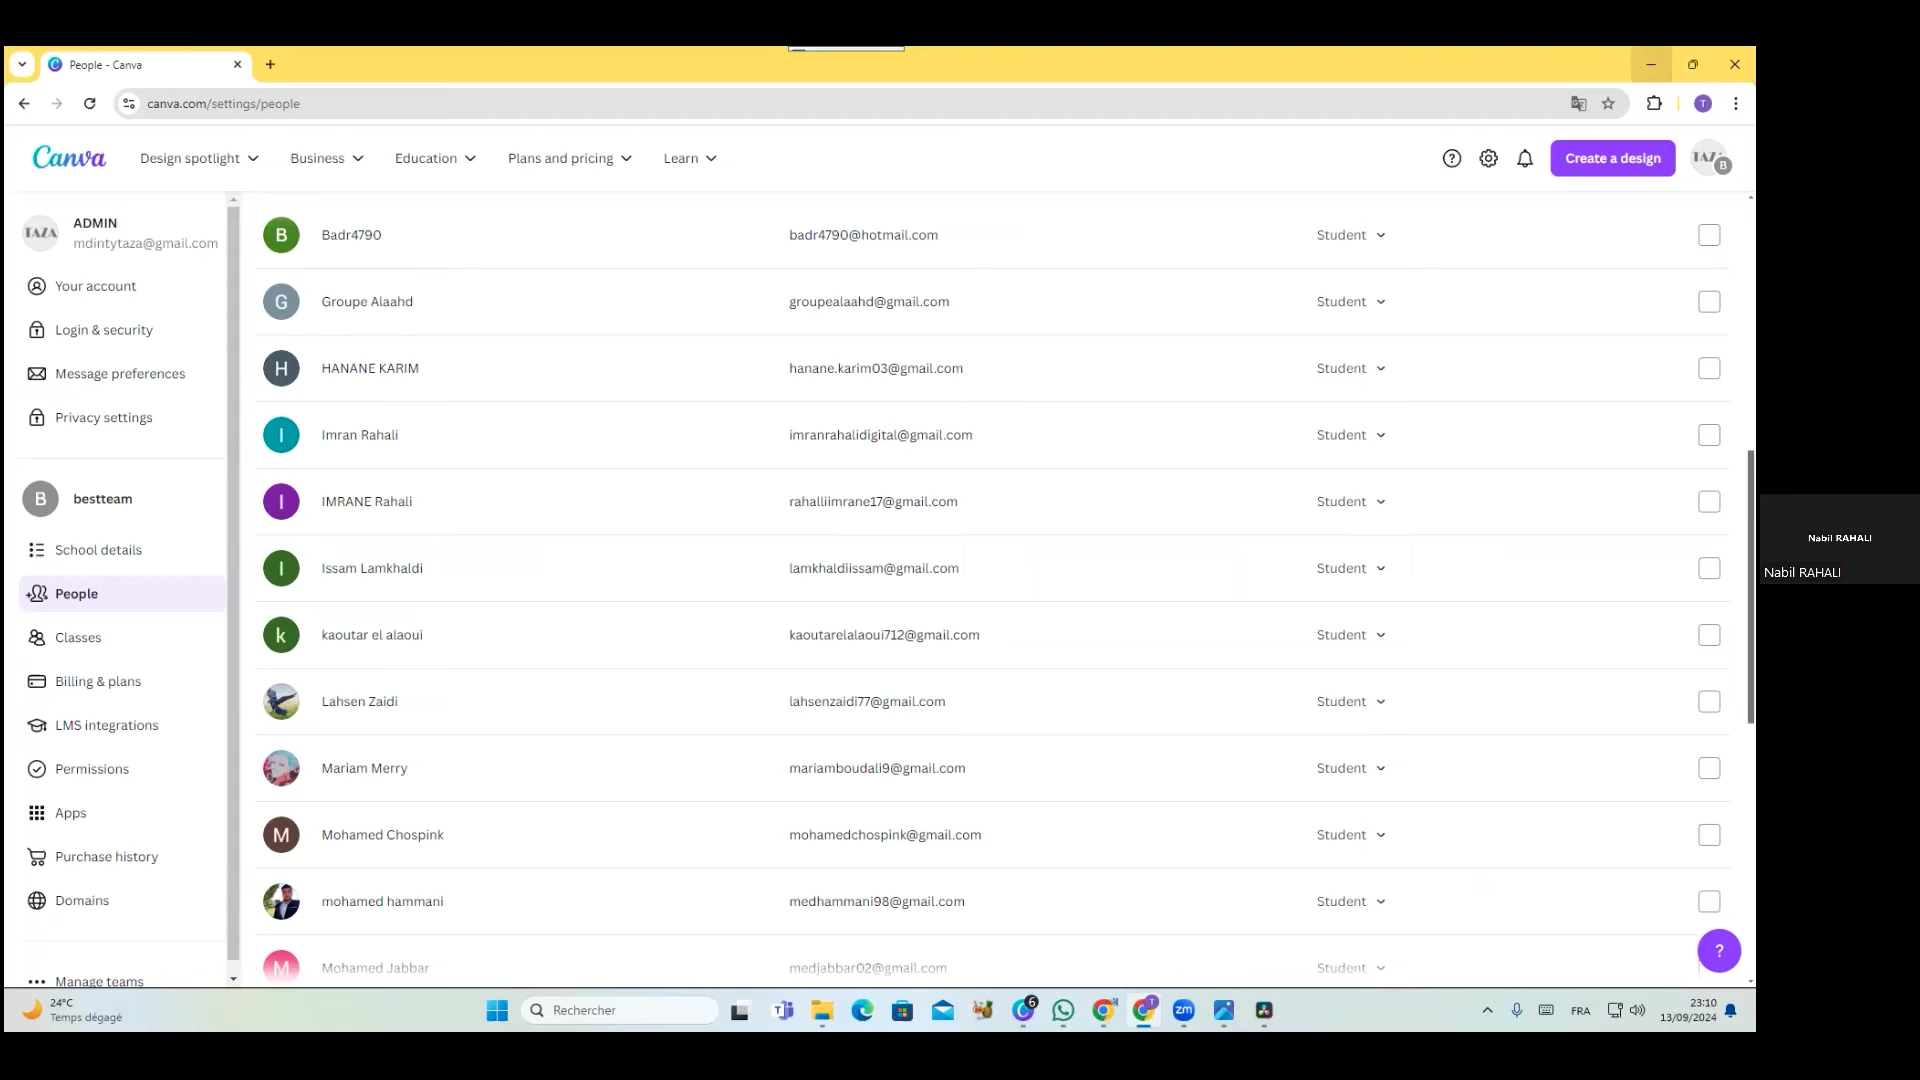 People - Canva
canva.com/settings/people
T
Canva
Design spotlight
Business
Education
Plans and pricing
Learn
Create a design
TAZA
B
TAZA
ADMIN
mdintytaza@gmail.com
Your account
Login & security
Message preferences
Privacy settings
B
bestteam
School details
People
Classes
Billing & plans
LMS integrations
Permissions
Apps
Purchase history
Domains
Manage teams
B Badr4790 badr4790@hotmail.com Student
G Groupe Alaahd groupealaahd@gmail.com Student
H HANANE KARIM hanane.karim03@gmail.com Student
I Imran Rahali imranrahalidigital@gmail.com Student
I IMRANE Rahali rahalliimrane17@gmail.com Student
I Issam Lamkhaldi lamkhaldiissam@gmail.com Student
k kaoutar el alaoui kaoutarelalaoui712@gmail.com Student
Lahsen Zaidi lahsenzaidi77@gmail.com Student
Mariam Merry mariamboudali9@gmail.com Student
M Mohamed Chospink mohamedchospink@gmail.com Student
mohamed hammani medhammani98@gmail.com Student
M Mohamed Jabbar medjabbar02@gmail.com Student
?
Nabil RAHALI
Nabil RAHALI
24°C
Temps dégagé
Rechercher
6
T
zm
FRA
23:10
13/09/2024